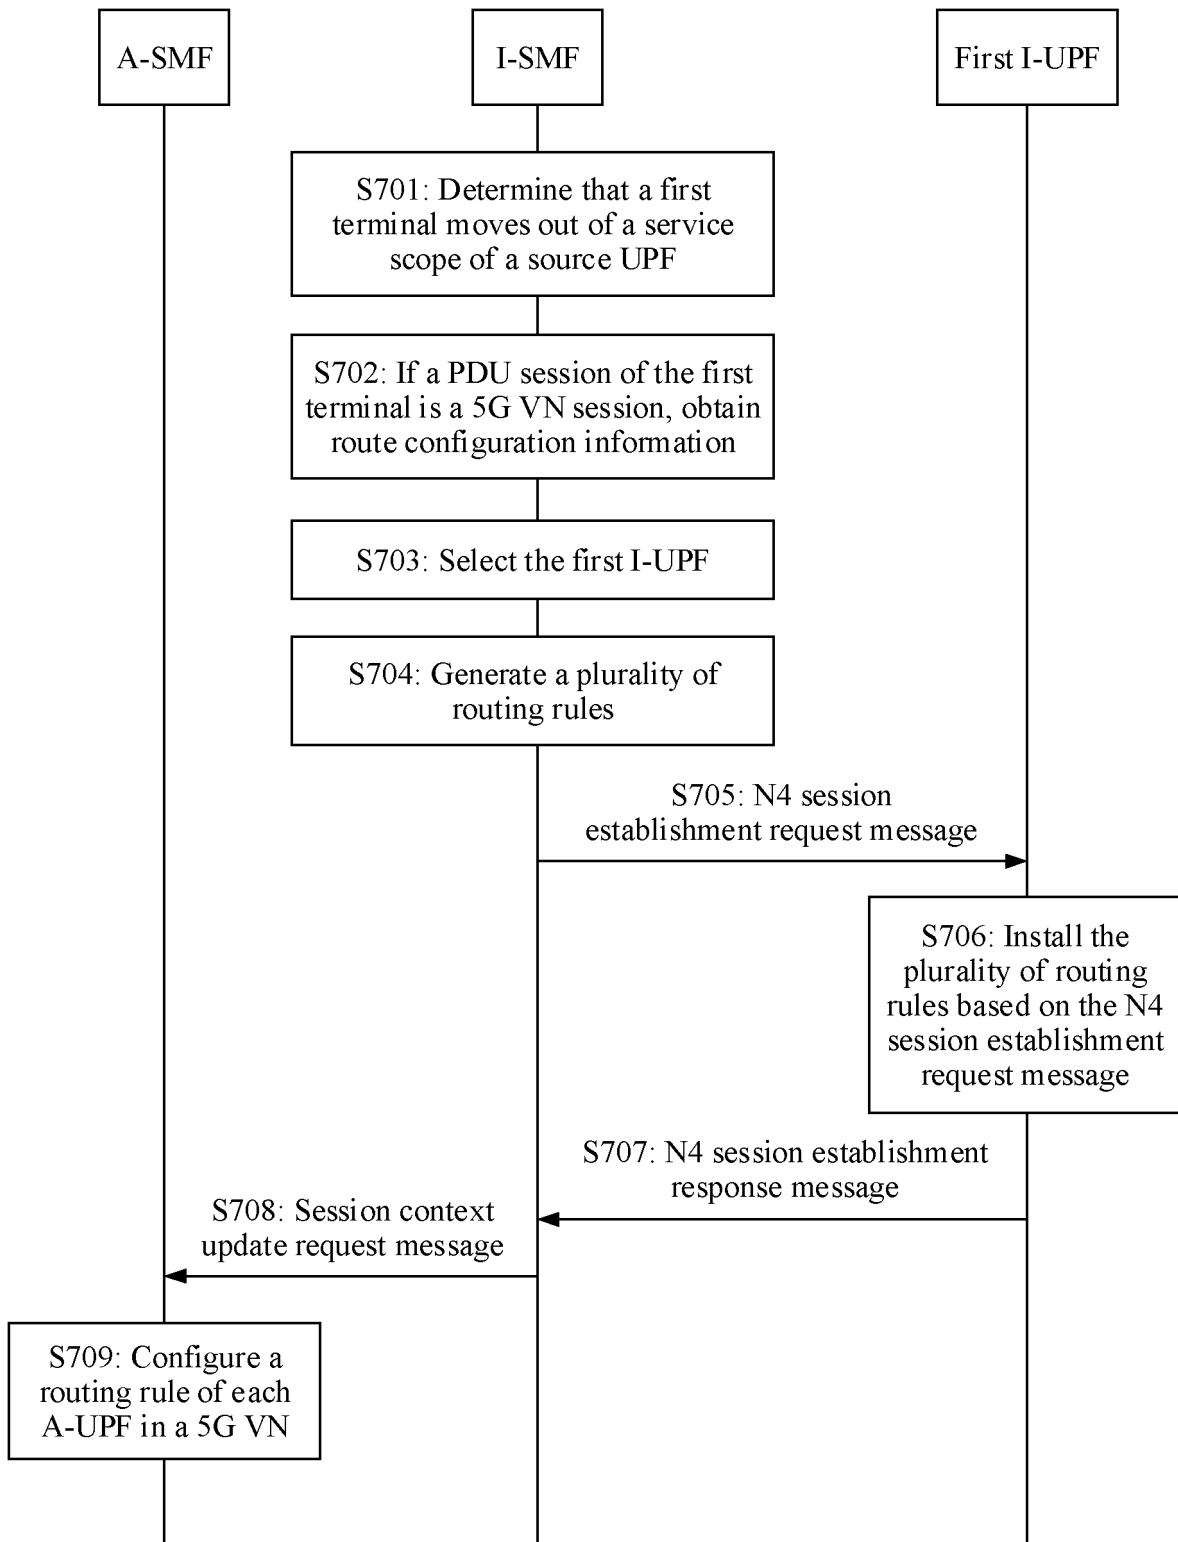 A-SMF
I-SMF
First I-UPF
S701: Determine that a first
terminal moves out of a service
scope of a source UPF
S702: If a PDU session of the first
terminal is a 5G VN session, obtain
route configuration information
S703: Select the first I-UPF
S704: Generate a plurality of
routing rules
S705: N4 session
establishment request message
S706: Install the
plurality of routing
rules based on the N4
session establishment
request message
S707: N4 session establishment
response message
S708: Session context
update request message
S709: Configure a
routing rule of each
A-UPF in a 5G VN